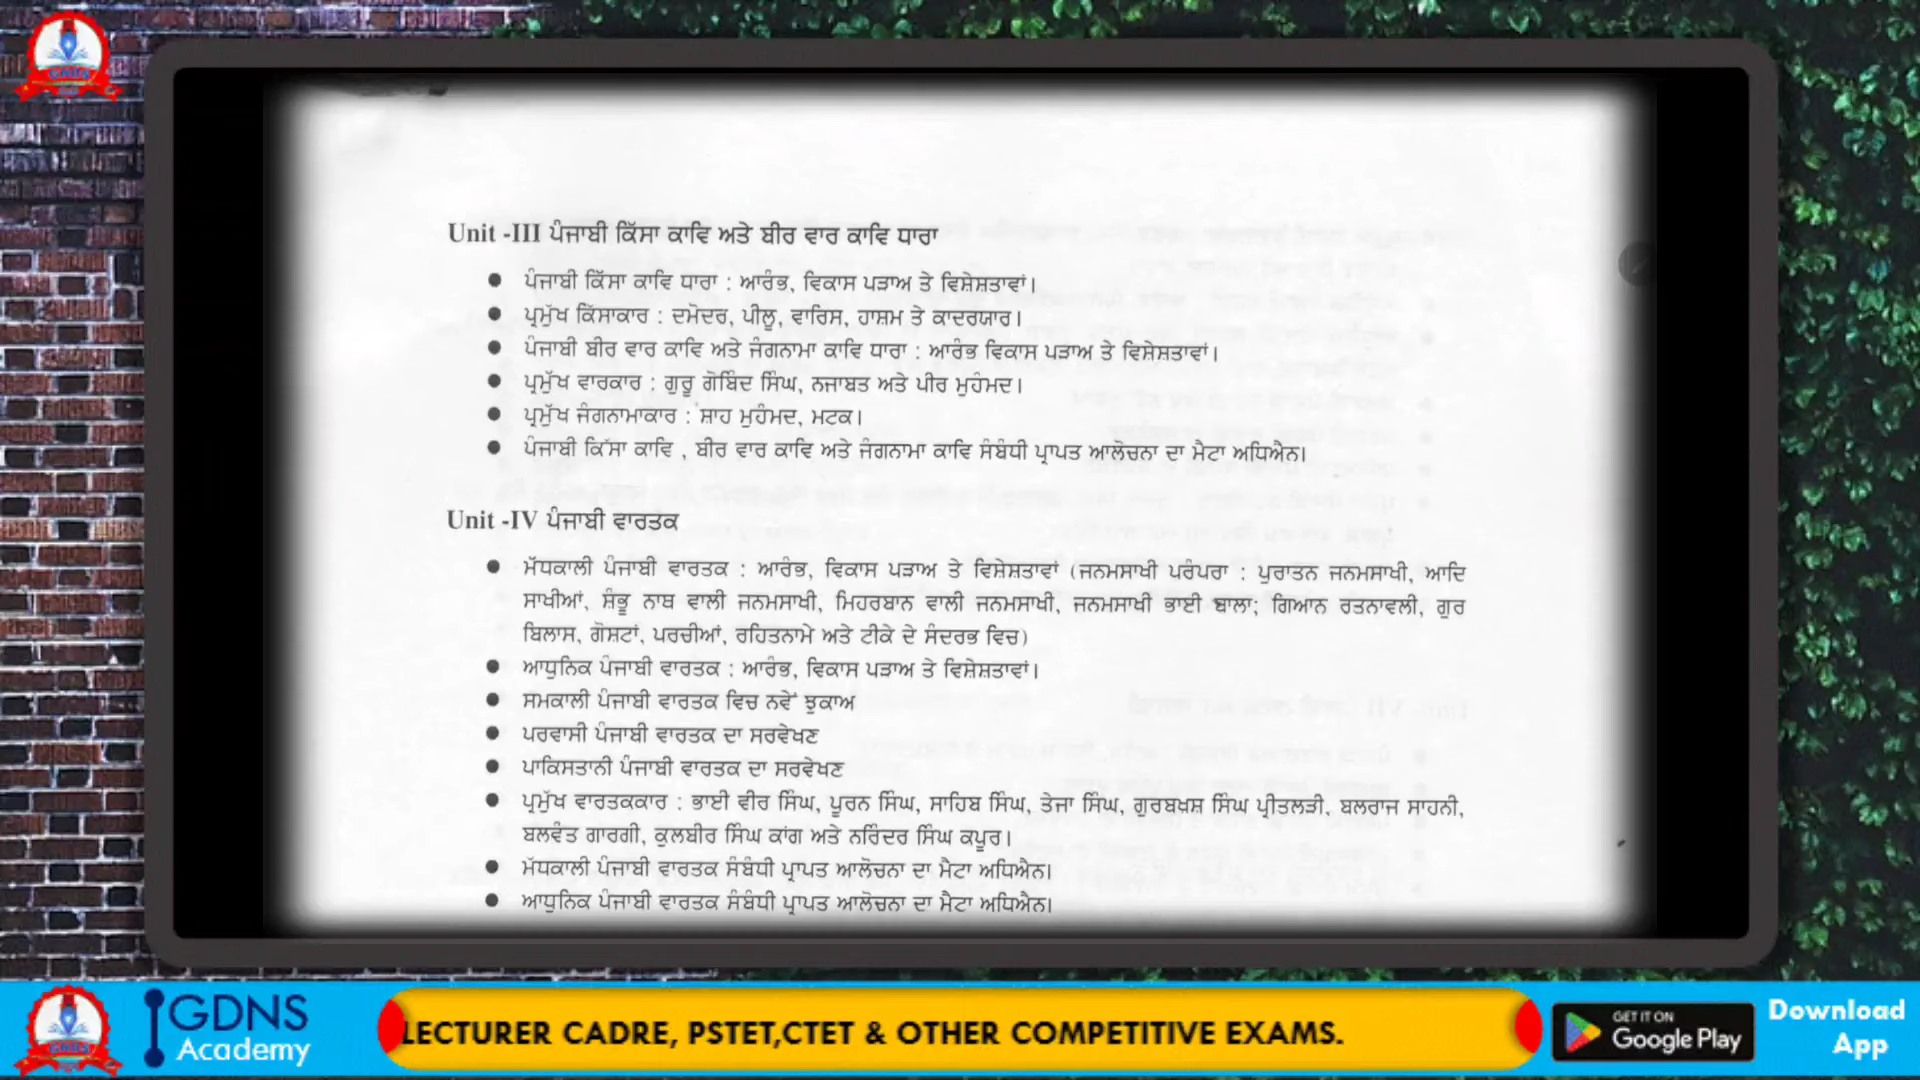 Unit -III ਪੰਜਾਬੀ ਕਿੱਸਾ ਕਾਵਿ ਅਤੇ ਬੀਰ ਵਾਰ ਕਾਵਿ ਧਾਰਾ
● ਪੰਜਾਬੀ ਕਿੱਸਾ ਕਾਵਿ ਧਾਰਾ : ਆਰੰਭ, ਵਿਕਾਸ ਪੜਾਅ ਤੇ ਵਿਸ਼ੇਸ਼ਤਾਵਾਂ।
● ਪ੍ਰਮੁੱਖ ਕਿੱਸਾਕਾਰ : ਦਮੋਦਰ, ਪੀਲੂ, ਵਾਰਿਸ, ਹਾਸ਼ਮ ਤੇ ਕਾਦਰਯਾਰ।
● ਪੰਜਾਬੀ ਬੀਰ ਵਾਰ ਕਾਵਿ ਅਤੇ ਜੰਗਨਾਮਾ ਕਾਵਿ ਧਾਰਾ : ਆਰੰਭ ਵਿਕਾਸ ਪੜਾਅ ਤੇ ਵਿਸ਼ੇਸ਼ਤਾਵਾਂ।
● ਪ੍ਰਮੁੱਖ ਵਾਰਕਾਰ : ਗੁਰੂ ਗੋਬਿੰਦ ਸਿੰਘ, ਨਜਾਬਤ ਅਤੇ ਪੀਰ ਮੁਹੰਮਦ।
● ਪ੍ਰਮੁੱਖ ਜੰਗਨਾਮਾਕਾਰ : ਸ਼ਾਹ ਮੁਹੰਮਦ, ਮਟਕ।
● ਪੰਜਾਬੀ ਕਿੱਸਾ ਕਾਵਿ , ਬੀਰ ਵਾਰ ਕਾਵਿ ਅਤੇ ਜੰਗਨਾਮਾ ਕਾਵਿ ਸੰਬੰਧੀ ਪ੍ਰਾਪਤ ਆਲੋਚਨਾ ਦਾ ਮੈਟਾ ਅਧਿਐਨ।
Unit -IV ਪੰਜਾਬੀ ਵਾਰਤਕ
● ਮੱਧਕਾਲੀ ਪੰਜਾਬੀ ਵਾਰਤਕ : ਆਰੰਭ, ਵਿਕਾਸ ਪੜਾਅ ਤੇ ਵਿਸ਼ੇਸ਼ਤਾਵਾਂ (ਜਨਮਸਾਖੀ ਪਰੰਪਰਾ : ਪੁਰਾਤਨ ਜਨਮਸਾਖੀ, ਆਦਿ
ਸਾਖੀਆਂ, ਸ਼ੰਭੂ ਨਾਥ ਵਾਲੀ ਜਨਮਸਾਖੀ, ਮਿਹਰਬਾਨ ਵਾਲੀ ਜਨਮਸਾਖੀ, ਜਨਮਸਾਖੀ ਭਾਈ ਬਾਲਾ; ਗਿਆਨ ਰਤਨਾਵਲੀ, ਗੁਰ
ਬਿਲਾਸ, ਗੋਸ਼ਟਾਂ, ਪਰਚੀਆਂ, ਰਹਿਤਨਾਮੇ ਅਤੇ ਟੀਕੇ ਦੇ ਸੰਦਰਭ ਵਿਚ)
● ਆਧੁਨਿਕ ਪੰਜਾਬੀ ਵਾਰਤਕ : ਆਰੰਭ, ਵਿਕਾਸ ਪੜਾਅ ਤੇ ਵਿਸ਼ੇਸ਼ਤਾਵਾਂ।
● ਸਮਕਾਲੀ ਪੰਜਾਬੀ ਵਾਰਤਕ ਵਿਚ ਨਵੇਂ ਝੁਕਾਅ
● ਪਰਵਾਸੀ ਪੰਜਾਬੀ ਵਾਰਤਕ ਦਾ ਸਰਵੇਖਣ
● ਪਾਕਿਸਤਾਨੀ ਪੰਜਾਬੀ ਵਾਰਤਕ ਦਾ ਸਰਵੇਖਣ
● ਪ੍ਰਮੁੱਖ ਵਾਰਤਕਕਾਰ : ਭਾਈ ਵੀਰ ਸਿੰਘ, ਪੂਰਨ ਸਿੰਘ, ਸਾਹਿਬ ਸਿੰਘ, ਤੇਜਾ ਸਿੰਘ, ਗੁਰਬਖਸ਼ ਸਿੰਘ ਪ੍ਰੀਤਲੜੀ, ਬਲਰਾਜ ਸਾਹਨੀ,
ਬਲਵੰਤ ਗਾਰਗੀ, ਕੁਲਬੀਰ ਸਿੰਘ ਕਾਂਗ ਅਤੇ ਨਰਿੰਦਰ ਸਿੰਘ ਕਪੂਰ।
● ਮੱਧਕਾਲੀ ਪੰਜਾਬੀ ਵਾਰਤਕ ਸੰਬੰਧੀ ਪ੍ਰਾਪਤ ਆਲੋਚਨਾ ਦਾ ਮੈਟਾ ਅਧਿਐਨ।
● ਆਧੁਨਿਕ ਪੰਜਾਬੀ ਵਾਰਤਕ ਸੰਬੰਧੀ ਪ੍ਰਾਪਤ ਆਲੋਚਨਾ ਦਾ ਮੈਟਾ ਅਧਿਐਨ।
GDNS
Academy
LECTURER CADRE, PSTET,CTET & OTHER COMPETITIVE EXAMS.
GET IT ON
Google Play
Download
App